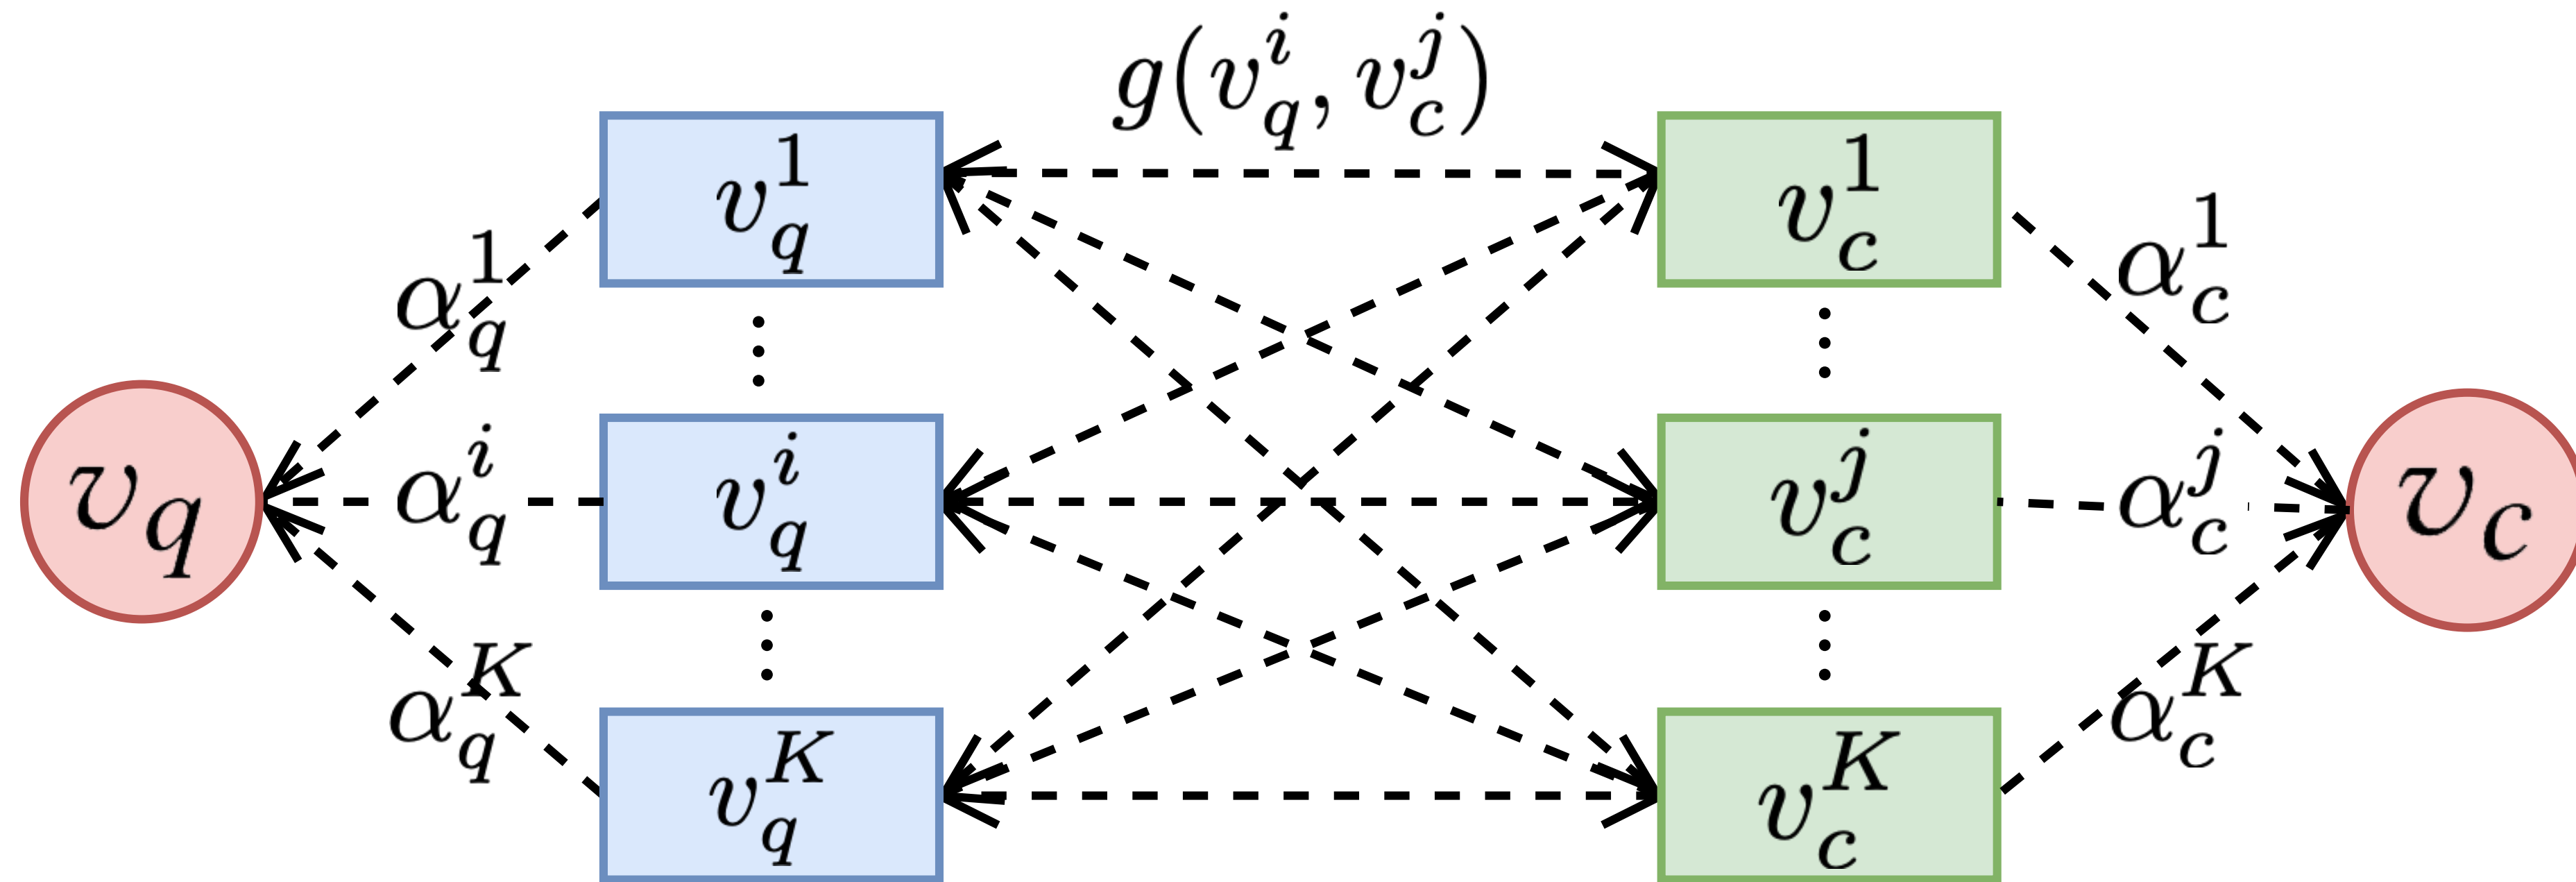 g(v_q^i, v_c^j)
v_q^1
v_c^1
α_q^1
α_c^1
v_q
α_q^i
v_q^i
v_c^j
α_c^j
v_c
α_q^K
α_c^K
v_q^K
v_c^K